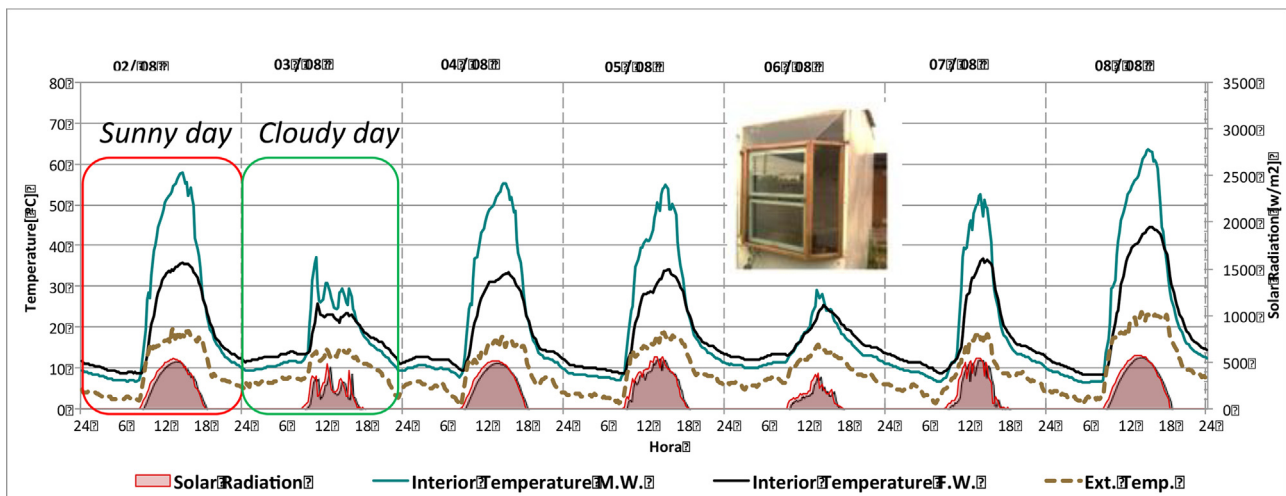 02/ 08 03 / 08 04 / 08 05 / 08 06 / 08 07 / 08 08 / 08
80 3500
70 Sunny day Cloudy day 3000
60 2500
50 2000
40
30 1500
20 1000
10 500
0 0
Temperature[ºC]
Solar Radiation [w/m2]
24 6 12 18 24 6 12 18 24 6 12 18 24 6 12 18 24 6 12 18 24 6 12 18 24 6 12 18 24
Hora
Solar Radiation Interior Temperature M.W. Interior Temperature F.W. Ext. Temp.